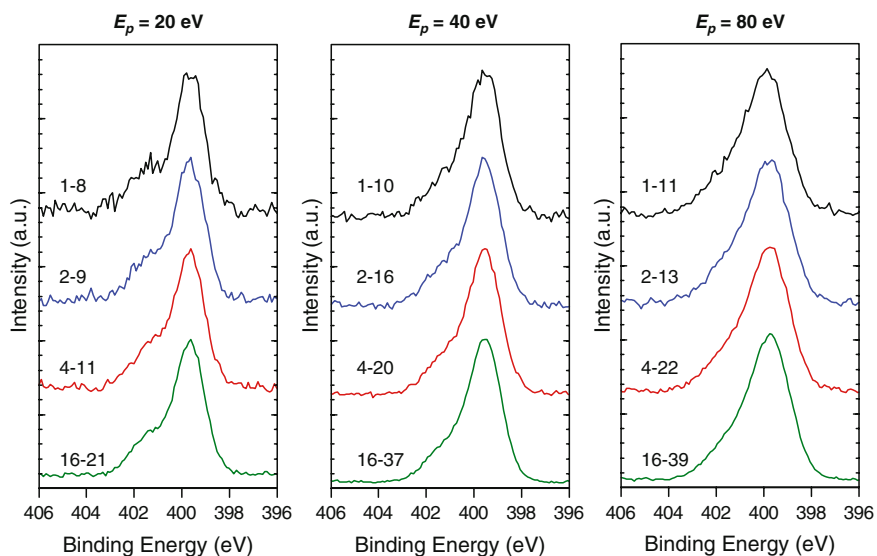 Ep = 20 eV
Ep = 40 eV
Ep = 80 eV
Intensity (a.u.)
1-8
2-9
4-11
16-21
406 404 402 400 398 396
Binding Energy (eV)
Intensity (a.u.)
1-10
2-16
4-20
16-37
406 404 402 400 398 396
Binding Energy (eV)
Intensity (a.u.)
1-11
2-13
4-22
16-39
406 404 402 400 398 396
Binding Energy (eV)